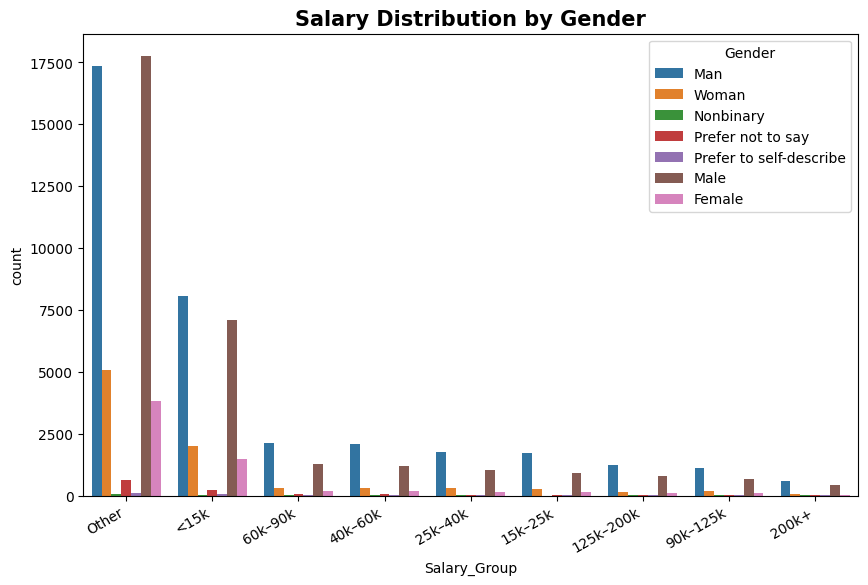 Salary Distribution by Gender
Gender
Man
Woman
Nonbinary
Prefer not to say
Prefer to self-describe
Male
Female
count
17500
15000
12500
10000
7500
5000
2500
0
Other
<15k
60k–90k
40k–60k
25k–40k
15k–25k
125k–200k
90k–125k
200k+
Salary_Group